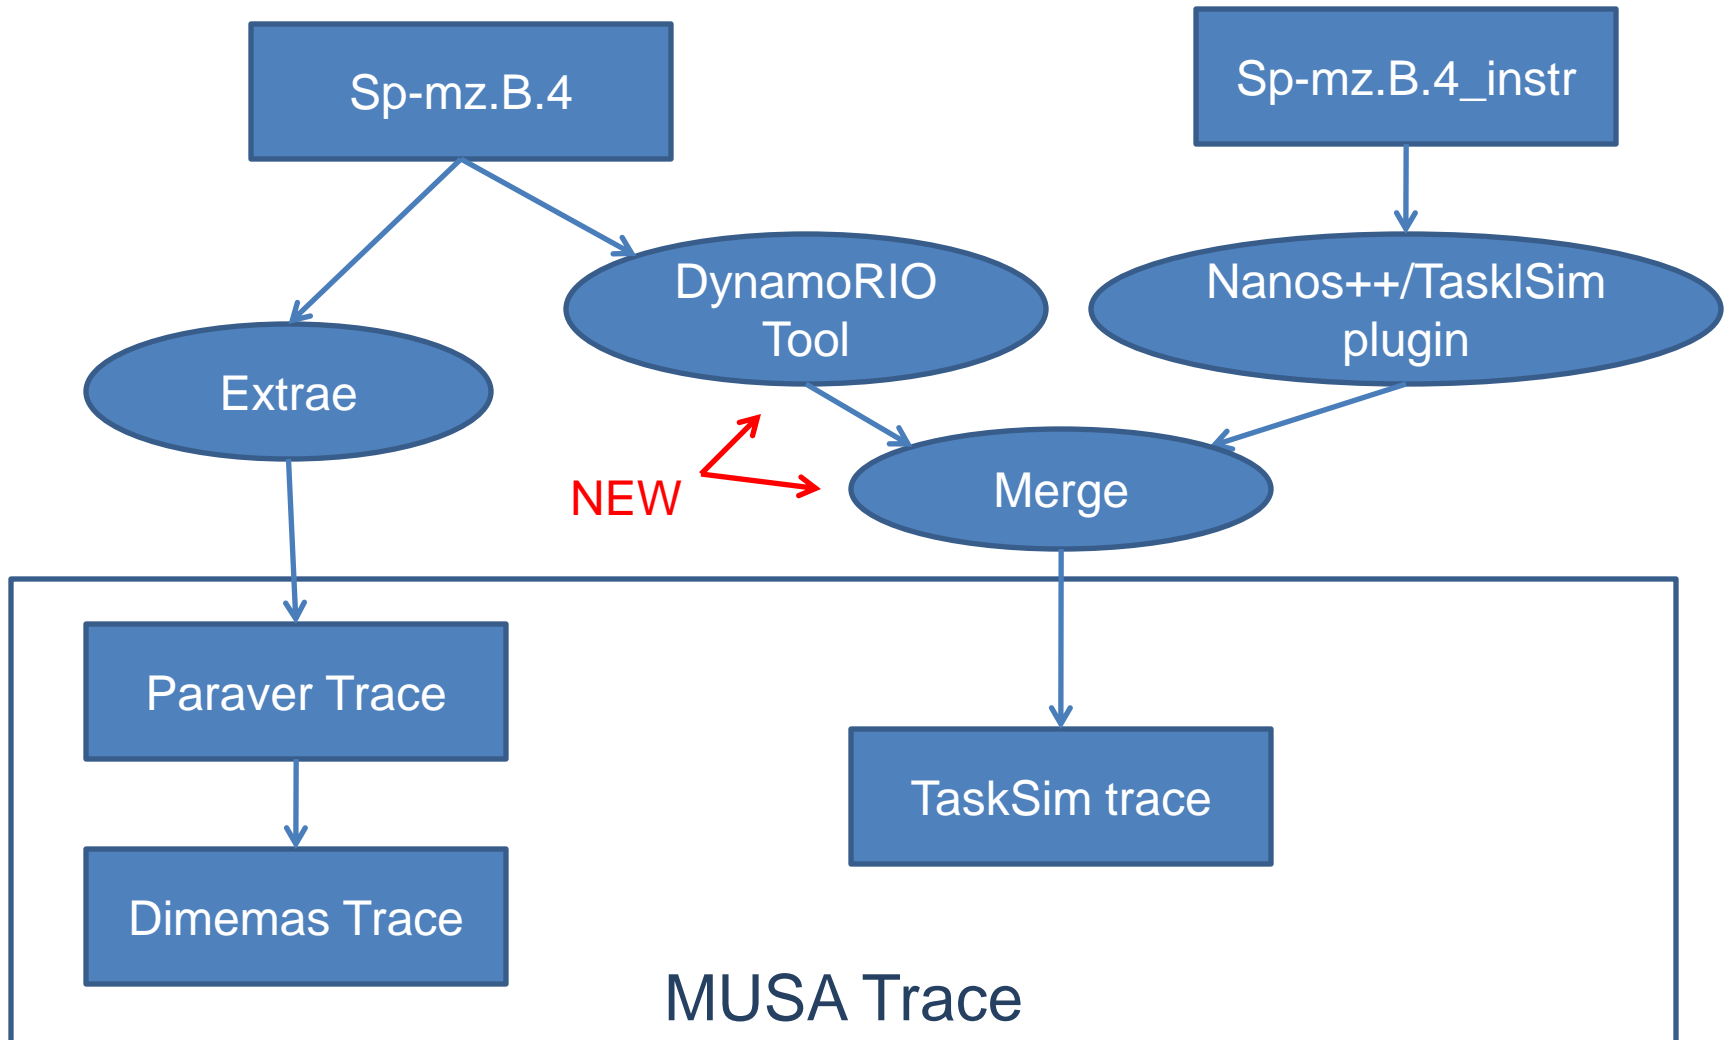 Sp-mz.B.4
Sp-mz.B.4_instr
DynamoRIO
Tool
Nanos++/TasklSim
plugin
Extrae
NEW
Merge
Paraver Trace
TaskSim trace
Dimemas Trace
MUSA Trace